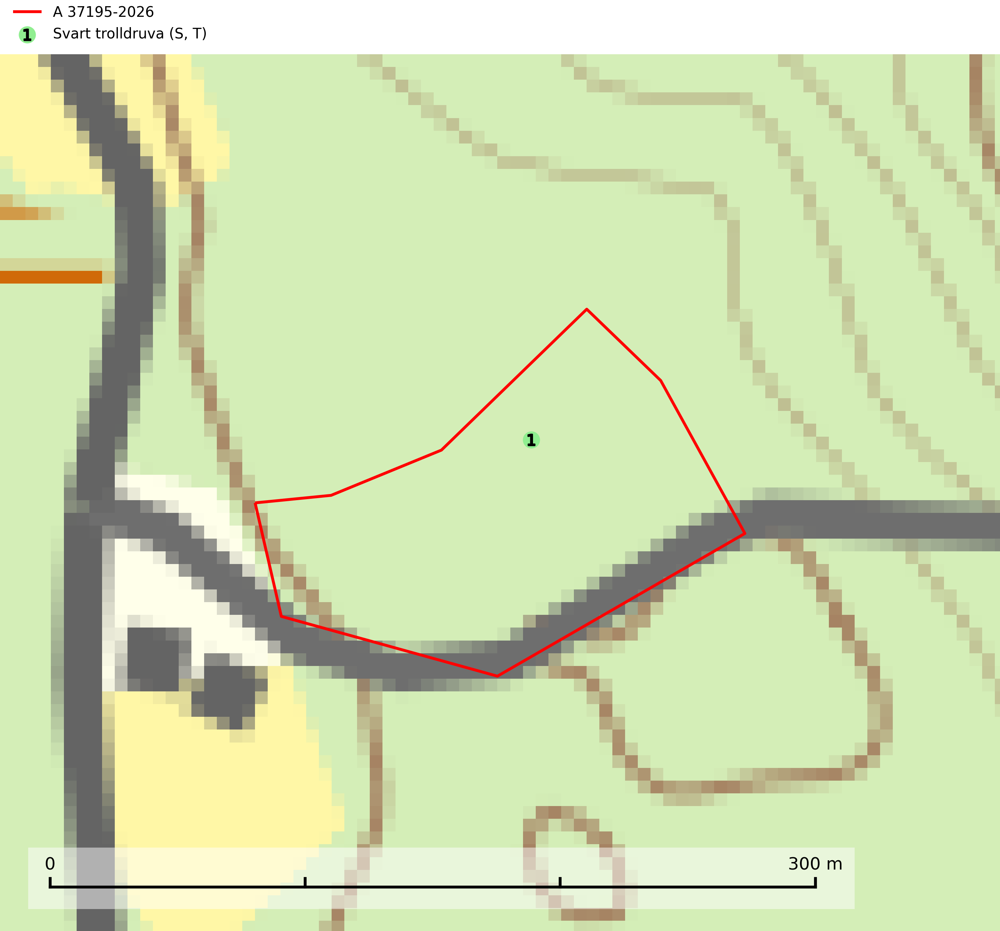 A 37195-2026
1 Svart trolldruva (S, T)
1
0 300 m